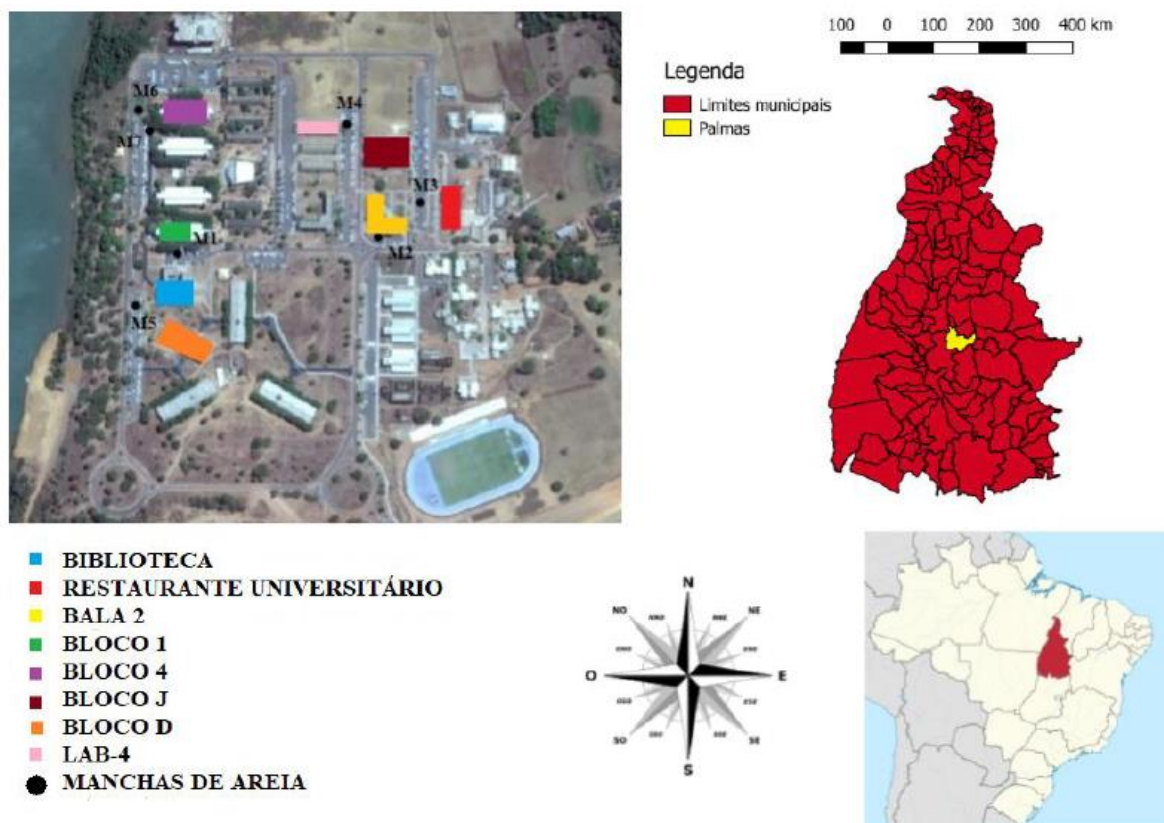 M6
M7
M4
M3
M1
M2
M5
100 0 100 200 300 400 km
Legenda
Limites municipais
Palmas
BIBLIOTECA
RESTAURANTE UNIVERSITÁRIO
BALA 2
BLOCO 1
BLOCO 4
BLOCO J
BLOCO D
LAB-4
MANCHAS DE AREIA
N
NO
NE
O
E
SO
SE
S